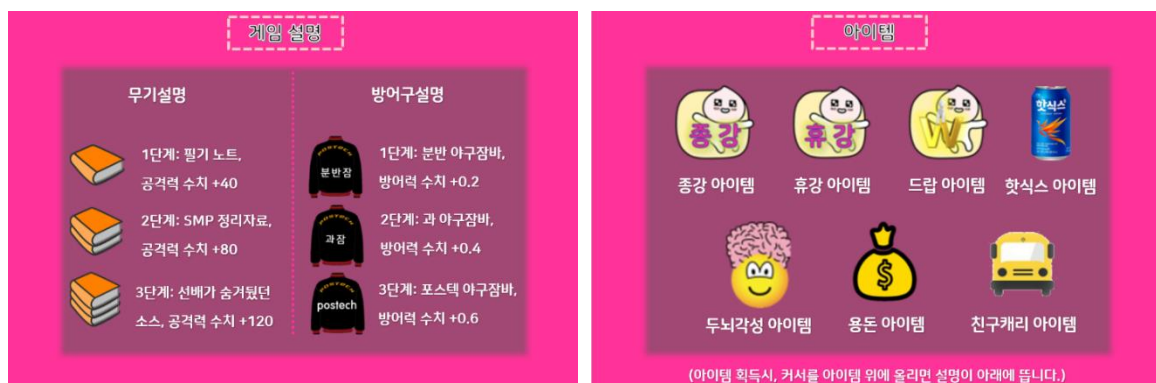 게임 설명
무기설명
1단계: 필기 노트,
공격력 수치 +40
2단계: SMP 정리자료,
공격력 수치 +80
3단계: 선배가 숨겨뒀던
소스, 공격력 수치 +120
방어구설명
POSTECH
분반잠
1단계: 분반 야구잠바,
방어력 수치 +0.2
POSTECH
과잠
2단계: 과 야구잠바,
방어력 수치 +0.4
POSTECH
postech
3단계: 포스텍 야구잠바,
방어력 수치 +0.6
아이템
종강
휴강
W
핫식스
종강 아이템
휴강 아이템
드랍 아이템
핫식스 아이템
$
두뇌각성 아이템
용돈 아이템
친구캐리 아이템
(아이템 획득시, 커서를 아이템 위에 올리면 설명이 아래에 뜹니다.)